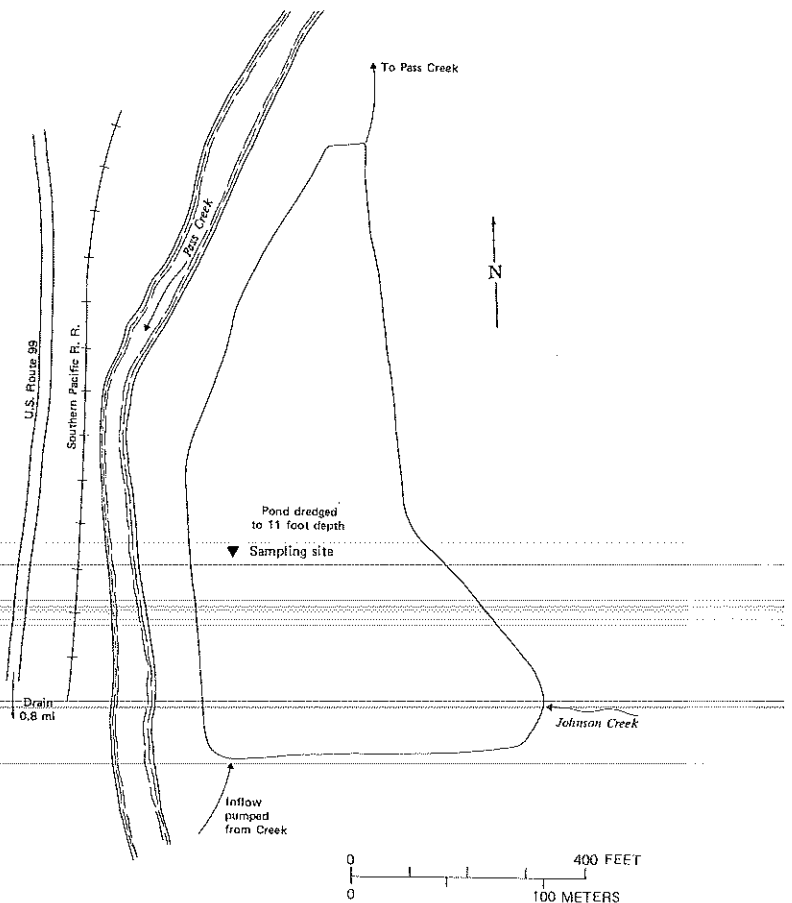 To Pass Creek
Pass Creek
N
U.S. Route 99
Southern Pacific R. R.
Pond dredged
to 11 foot depth
Sampling site
Drain
0.8 mi
Johnson Creek
Inflow
pumped
from Creek
0 400 FEET
0 100 METERS